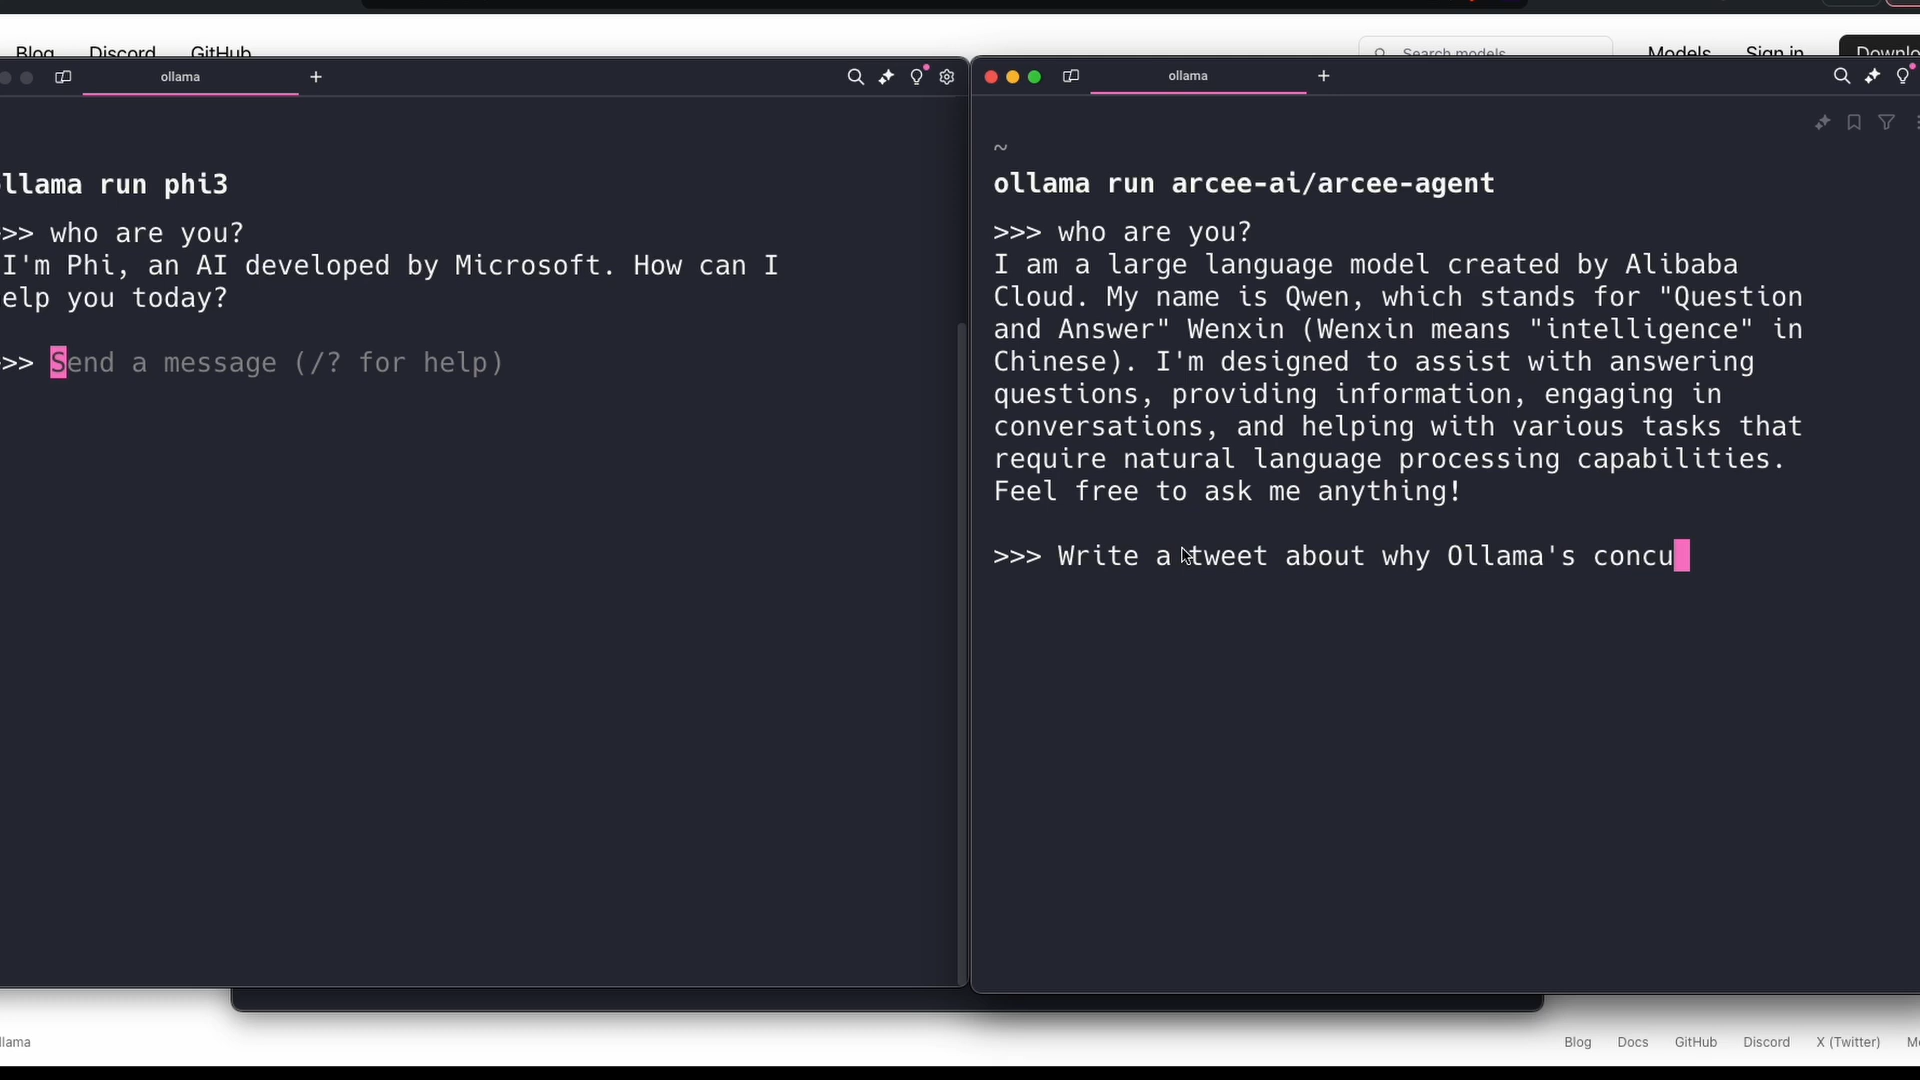 Blog Discord GitHub
Search models
Models Sign in Downlo
ollama
+
llama run phi3
>> who are you?
I'm Phi, an AI developed by Microsoft. How can I
elp you today?
>> Send a message (/? for help)
ollama
+
~
ollama run arcee-ai/arcee-agent
>>> who are you?
I am a large language model created by Alibaba
Cloud. My name is Qwen, which stands for "Question
and Answer" Wenxin (Wenxin means "intelligence" in
Chinese). I'm designed to assist with answering
questions, providing information, engaging in
conversations, and helping with various tasks that
require natural language processing capabilities.
Feel free to ask me anything!
>>> Write a tweet about why Ollama's concu
llama
Blog Docs GitHub Discord X (Twitter) Me